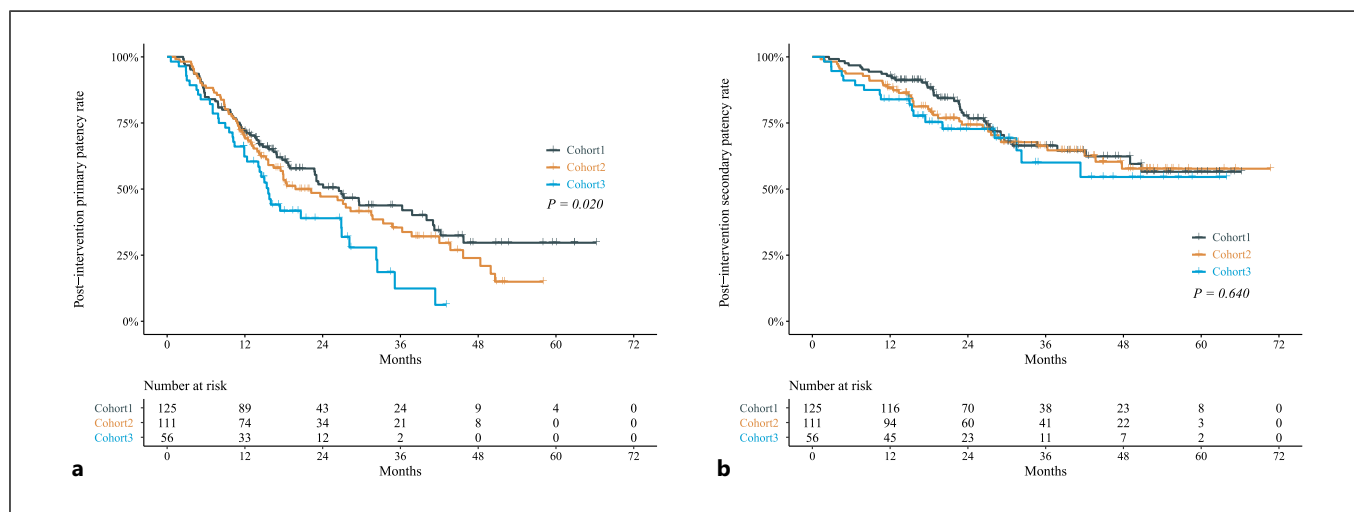 100%
75%
50%
25%
0%
Post−intervention primary patency rate
Cohort1
Cohort2
Cohort3
P = 0.020
0 12 24 36 48 60 72
Months
Number at risk
Cohort1 125 89 43 24 9 4 0
Cohort2 111 74 34 21 8 0 0
Cohort3 56 33 12 2 0 0 0
0 12 24 36 48 60 72
Months
a
100%
75%
50%
25%
0%
Post−intervention secondary patency rate
Cohort1
Cohort2
Cohort3
P = 0.640
0 12 24 36 48 60 72
Months
Number at risk
Cohort1 125 116 70 38 23 8 0
Cohort2 111 94 60 41 22 3 0
Cohort3 56 45 23 11 7 2 0
0 12 24 36 48 60 72
Months
b